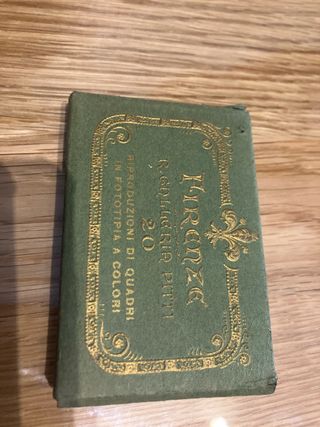 Firenze
R. Galleria Pitti
20
RIPRODUZIONI DI QUADRI
IN FOTOTIPIA A COLORI